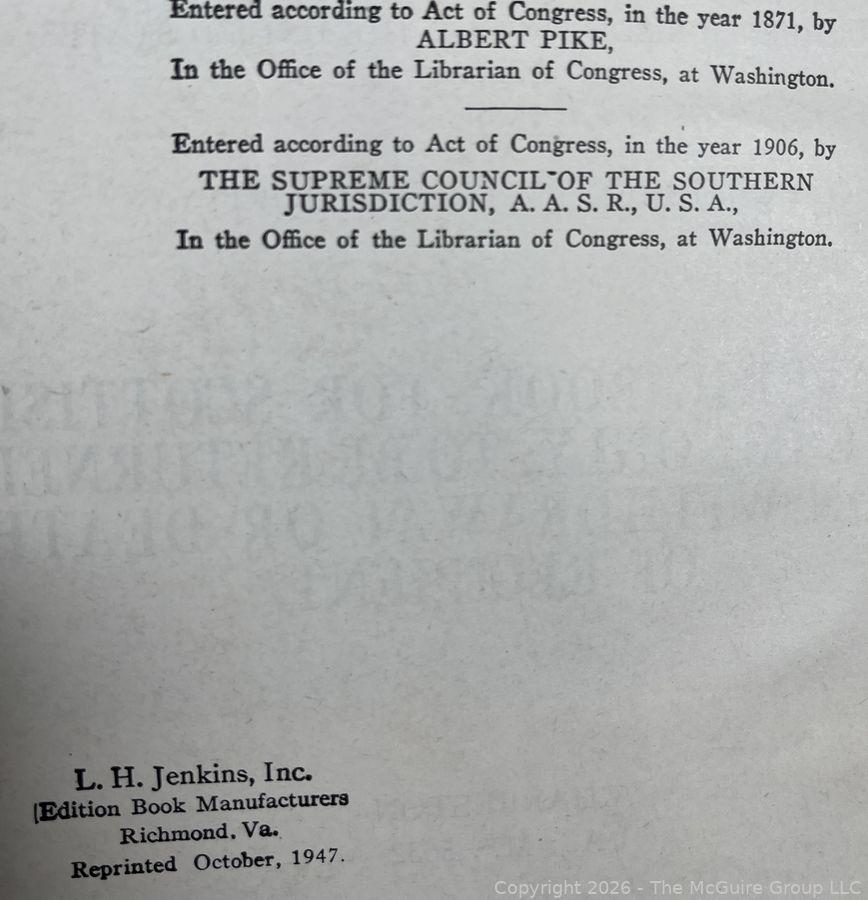 Entered according to Act of Congress, in the year 1871, by
ALBERT PIKE,
In the Office of the Librarian of Congress, at Washington.
Entered according to Act of Congress, in the year 1906, by
THE SUPREME COUNCIL OF THE SOUTHERN
JURISDICTION, A. A. S. R., U. S. A.,
In the Office of the Librarian of Congress, at Washington.
L. H. Jenkins, Inc.
Edition Book Manufacturers
Richmond, Va.
Reprinted October, 1947.
Copyright 2026 - The McGuire Group LLC